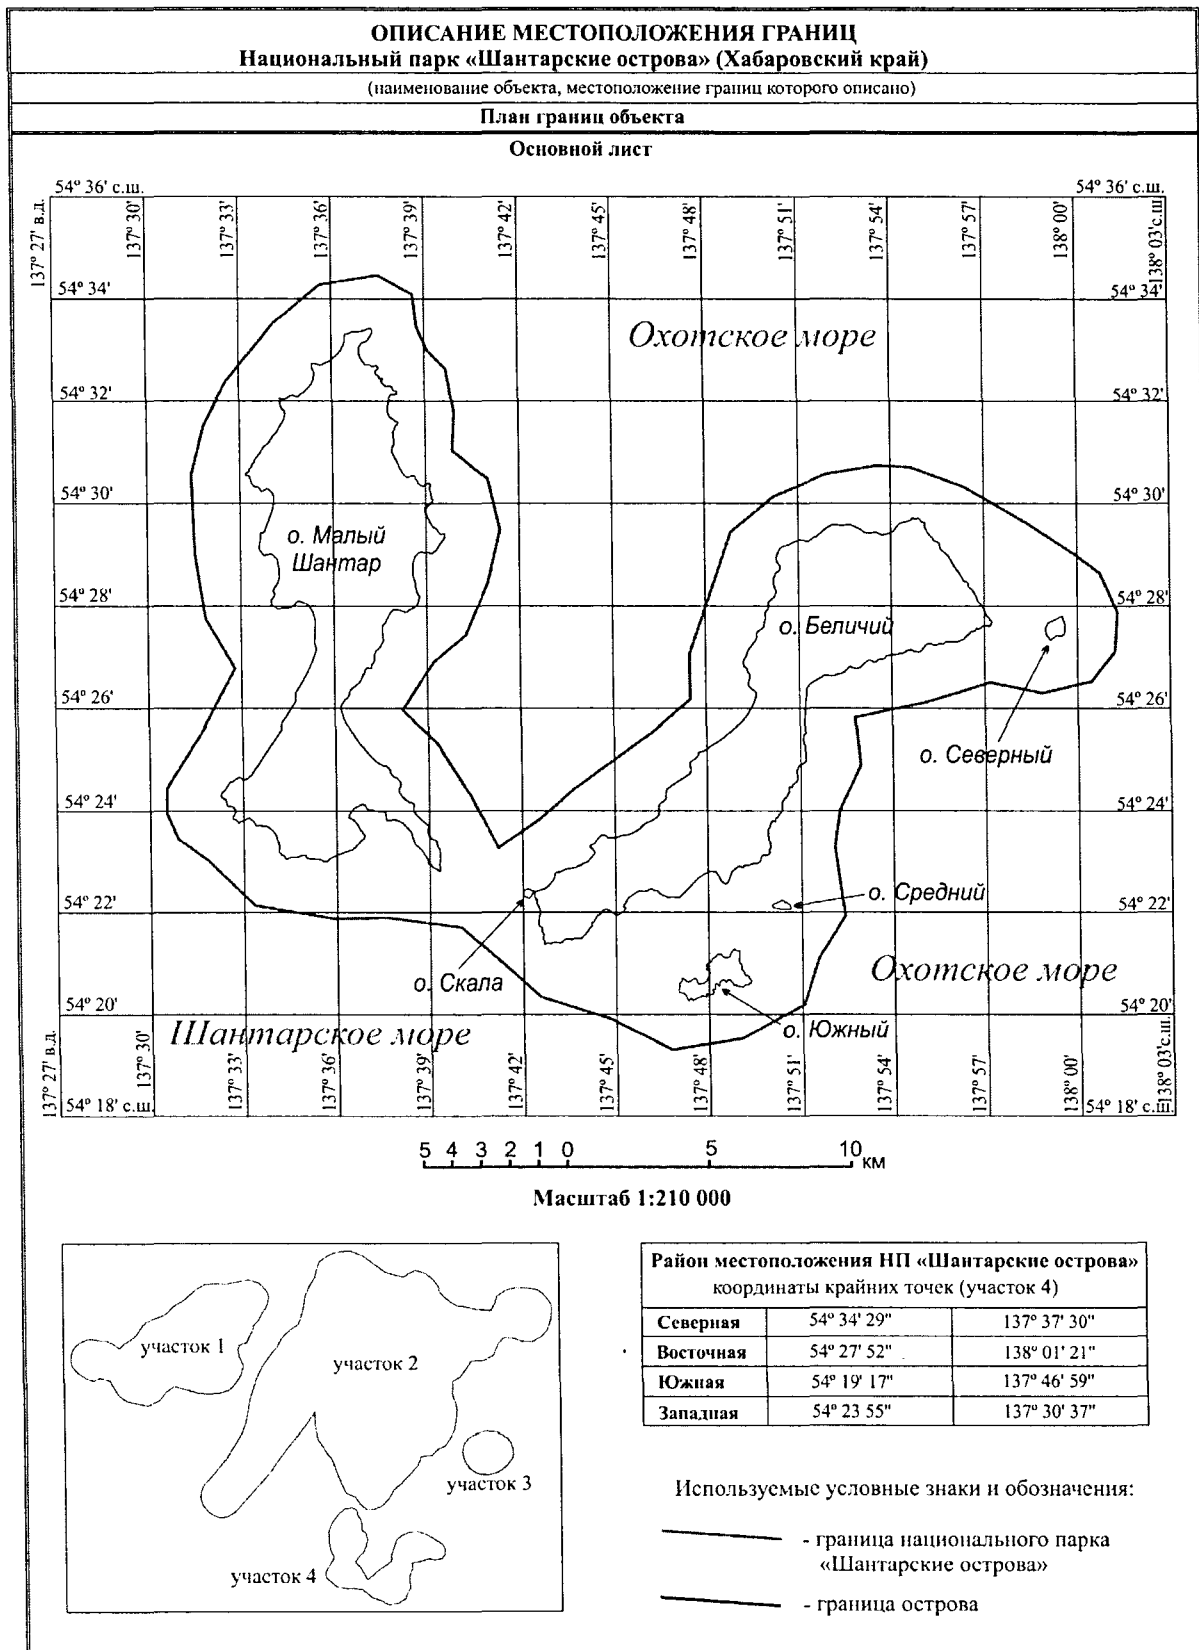 ОПИСАНИЕ МЕСТОПОЛОЖЕНИЯ ГРАНИЦ
Национальный парк «Шантарские острова» (Хабаровский край)
(наименование объекта, местоположение границ которого описано)
План границ объекта
Основной лист
54° 36' с.ш. 54° 36' с.ш.
137° 27' в.д. 137° 30' 137° 33' 137° 36' 137° 39' 137° 42' 137° 45' 137° 48' 137° 51' 137° 54' 137° 57' 138° 00' 138° 03' с.ш
54° 34' 54° 34'
Охотское море
54° 32' 54° 32'
54° 30' 54° 30'
о. Малый
Шантар
54° 28' 54° 28'
о. Беличий
54° 26' 54° 26'
о. Северный
54° 24' 54° 24'
о. Средний
54° 22' 54° 22'
Охотское море
о. Скала
54° 20' 54° 20'
о. Южный
Шантарское море
137° 27' в.д. 137° 30' 137° 33' 137° 36' 137° 39' 137° 42' 137° 45' 137° 48' 137° 51' 137° 54' 137° 57' 138° 00' 138° 03' с.ш.
54° 18' с.ш. 54° 18' с.ш.
5 4 3 2 1 0 5 10 км
Масштаб 1:210 000
участок 1
участок 2
участок 3
участок 4
Район местоположения НП «Шантарские острова»
координаты крайних точек (участок 4)
Северная 54° 34' 29" 137° 37' 30"
Восточная 54° 27' 52" 138° 01' 21"
Южная 54° 19' 17" 137° 46' 59"
Западная 54° 23 55" 137° 30' 37"
Используемые условные знаки и обозначения:
- граница национального парка
«Шантарские острова»
- граница острова